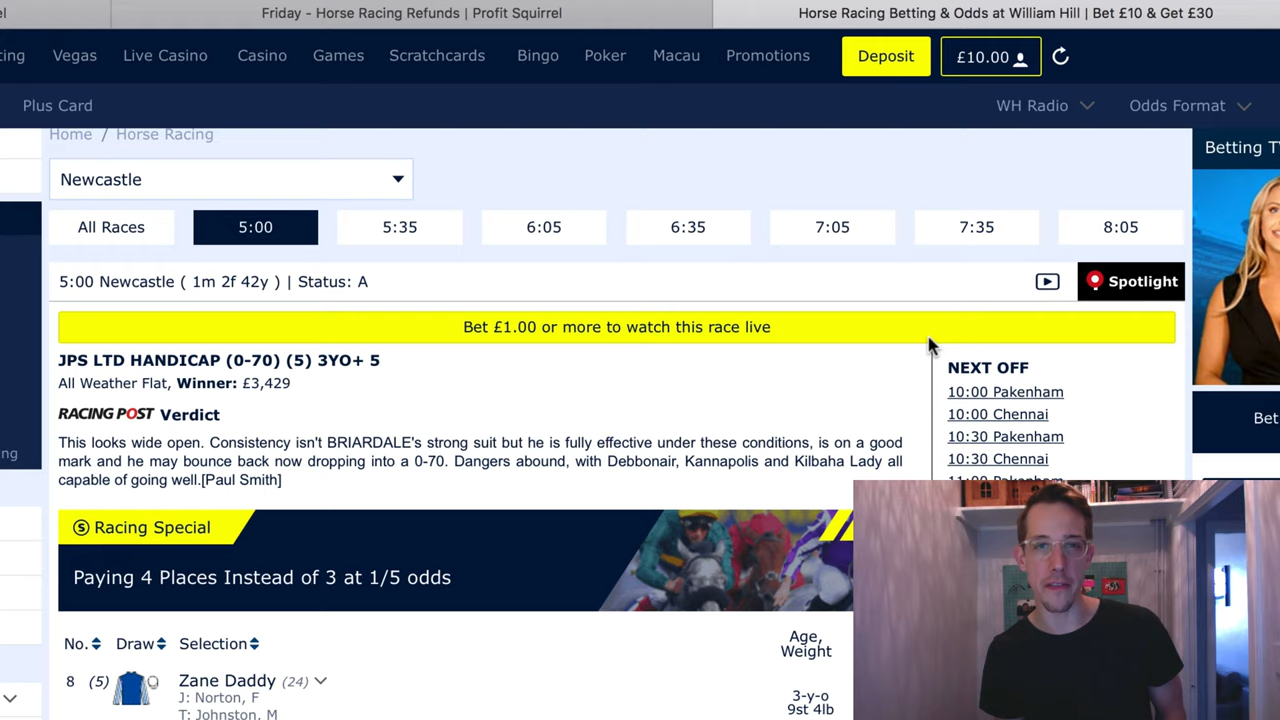 el
Friday - Horse Racing Refunds | Profit Squirrel
Horse Racing Betting & Odds at William Hill | Bet £10 & Get £30
ting
Vegas
Live Casino
Casino
Games
Scratchcards
Bingo
Poker
Macau
Promotions
Deposit
£10.00
Plus Card
WH Radio
Odds Format
Home / Horse Racing
Betting T
Newcastle
All Races
5:00
5:35
6:05
6:35
7:05
7:35
8:05
5:00 Newcastle ( 1m 2f 42y ) | Status: A
Spotlight
Bet £1.00 or more to watch this race live
JPS LTD HANDICAP (0-70) (5) 3YO+ 5
All Weather Flat, Winner: £3,429
RACING POST Verdict
This looks wide open. Consistency isn't BRIARDALE's strong suit but he is fully effective under these conditions, is on a good
mark and he may bounce back now dropping into a 0-70. Dangers abound, with Debbonair, Kannapolis and Kilbaha Lady all
capable of going well.[Paul Smith]
NEXT OFF
10:00 Pakenham
10:00 Chennai
10:30 Pakenham
10:30 Chennai
11:00 Pakenham
Bet
ng
S Racing Special
Paying 4 Places Instead of 3 at 1/5 odds
No.
Draw
Selection
Age,
Weight
8 (5)
Zane Daddy (24)
J: Norton, F
T: Johnston, M
3-y-o
9st 4lb